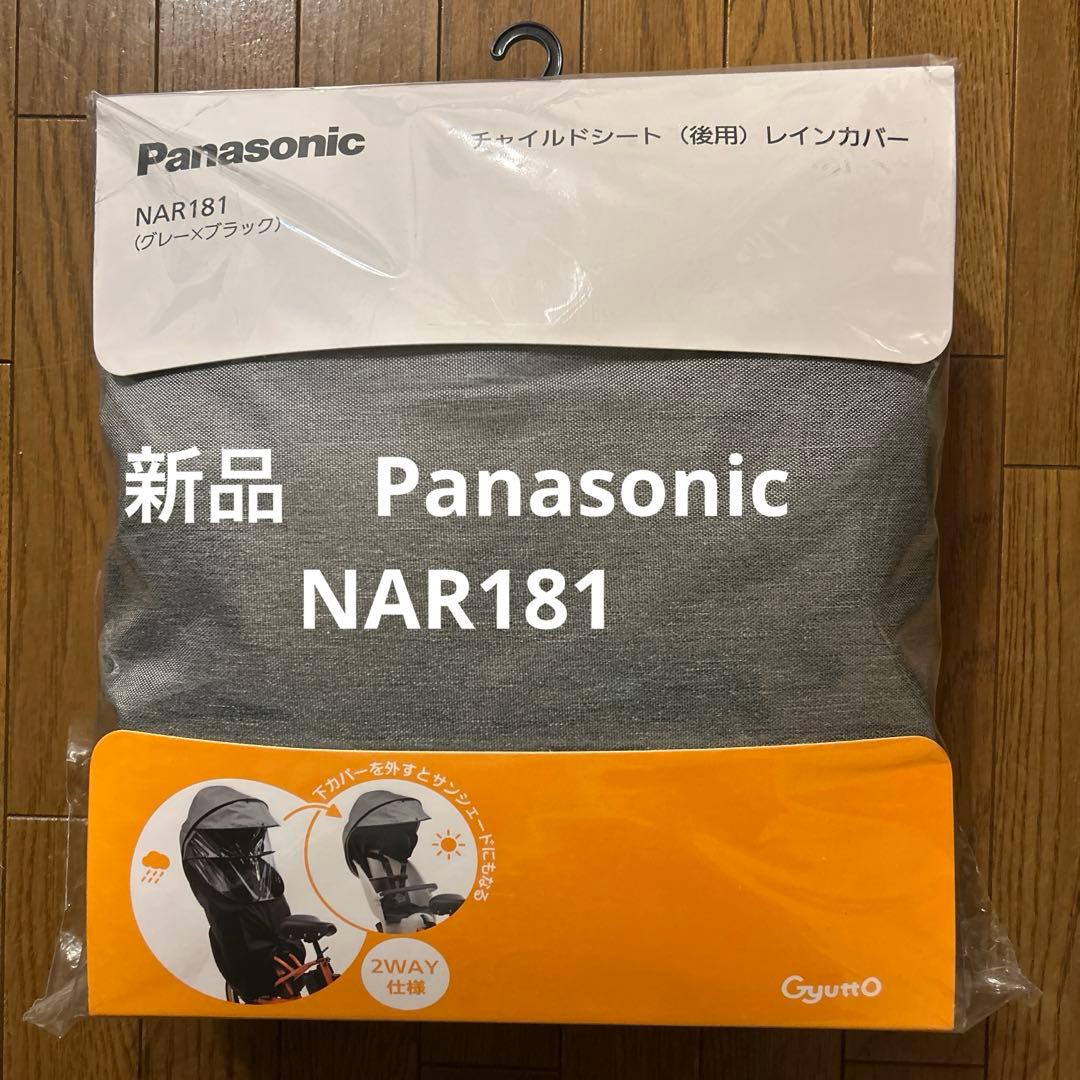 Panasonic
チャイルドシート（後用）レインカバー
NAR181
（グレー×ブラック）
新品　Panasonic
NAR181
下カバーを外すとサンシェードにもなる
2WAY
仕様
Gyutto